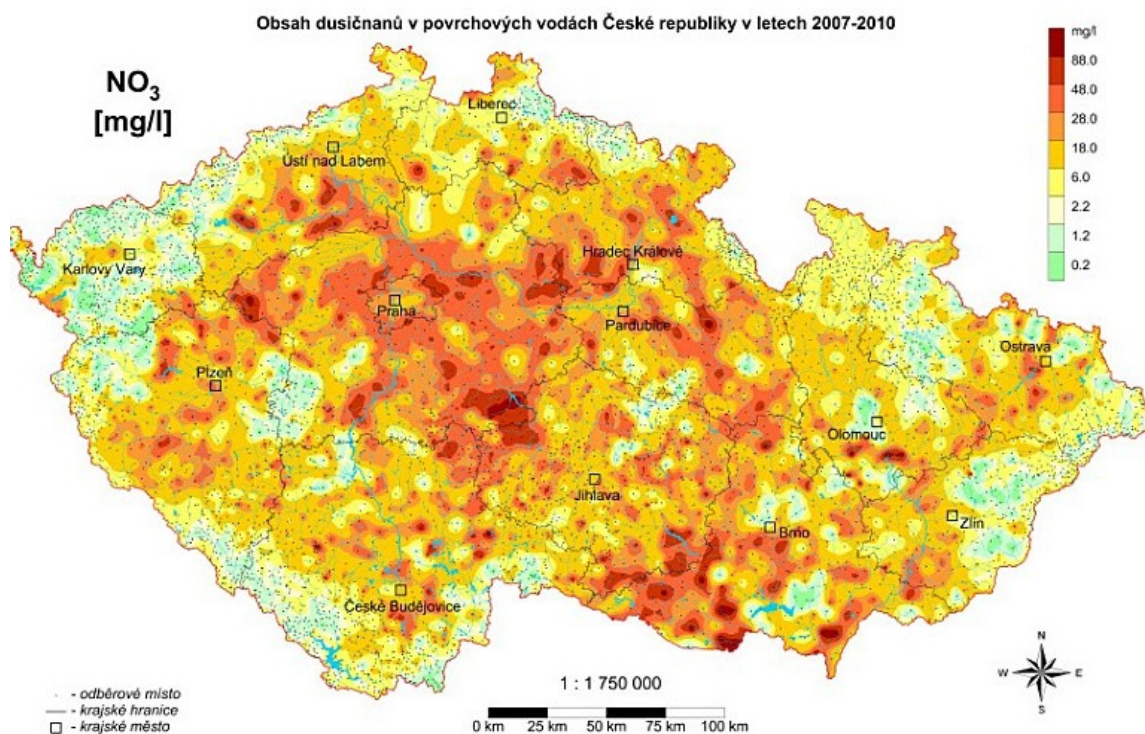 Obsah dusičnanů v povrchových vodách České republiky v letech 2007-2010
NO3
[mg/l]
mg/l
88.0
48.0
28.0
18.0
6.0
2.2
1.2
0.2
Liberec
Ústí nad Labem
Karlovy Vary
Hradec Králové
Praha
Pardubice
Plzeň
Ostrava
Olomouc
Jihlava
Brno
Zlín
České Budějovice
N
W
E
S
1 : 1 750 000
0 km 25 km 50 km 75 km 100 km
- odběrové místo
- krajské hranice
- krajské město